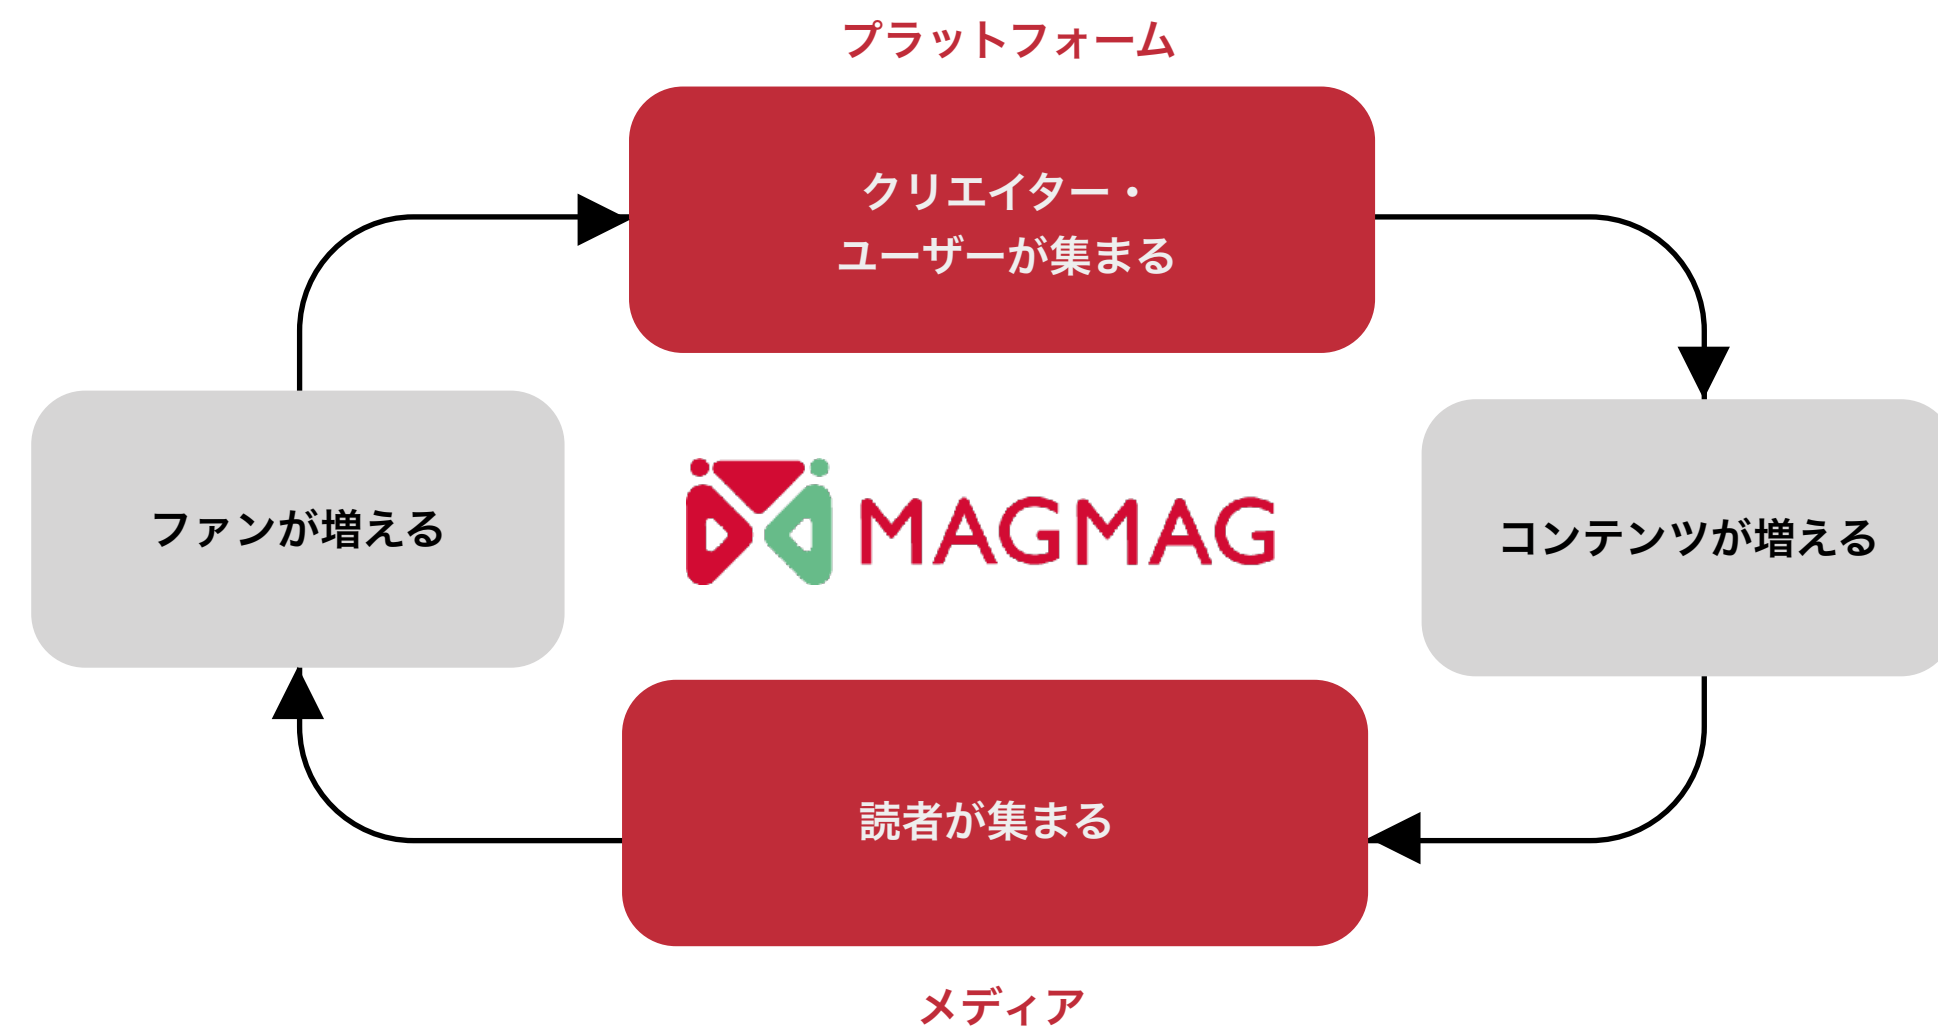 プラットフォーム
クリエイター・
ユーザーが集まる
ファンが増える
MAGMAG
コンテンツが増える
読者が集まる
メディア